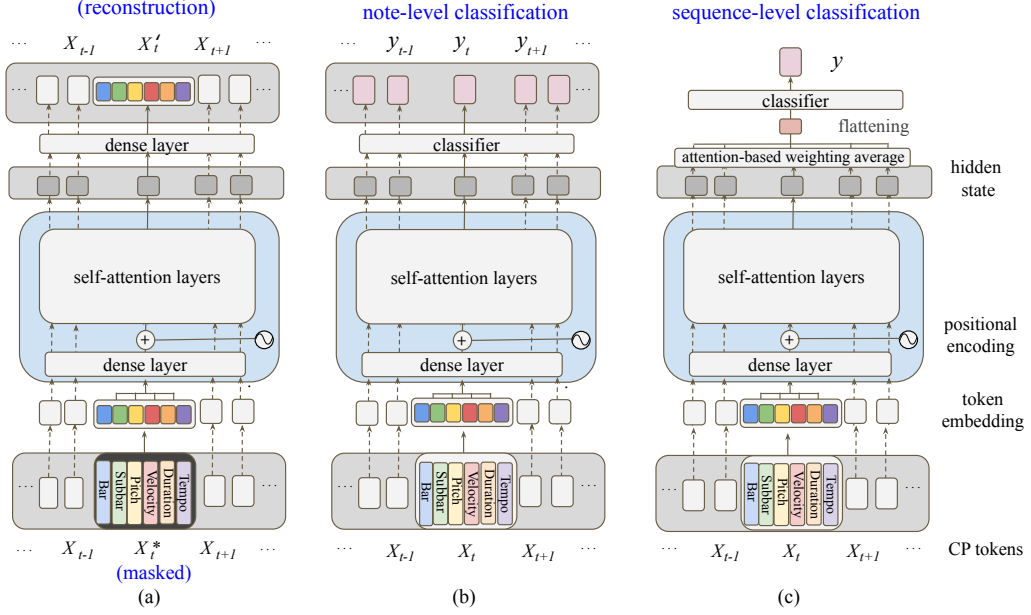 (reconstruction)
note-level classification
sequence-level classification
... X_{t-1} X_t′ X_{t+1} ...
... y_{t-1} y_t y_{t+1} ...
y
...
...
...
...
classifier
flattening
dense layer
classifier
attention-based weighting average
hidden
state
...
...
...
...
...
...
self-attention layers
self-attention layers
self-attention layers
+
+
+
positional
encoding
dense layer
dense layer
dense layer
token
embedding
...
...
...
...
...
...
Bar
Subbar
Pitch
Velocity
Duration
Tempo
Bar
Subbar
Pitch
Velocity
Duration
Tempo
Bar
Subbar
Pitch
Velocity
Duration
Tempo
... X_{t-1} X_t* X_{t+1} ...
... X_{t-1} X_t X_{t+1} ...
... X_{t-1} X_t X_{t+1} ...
CP tokens
(masked)
(a)
(b)
(c)